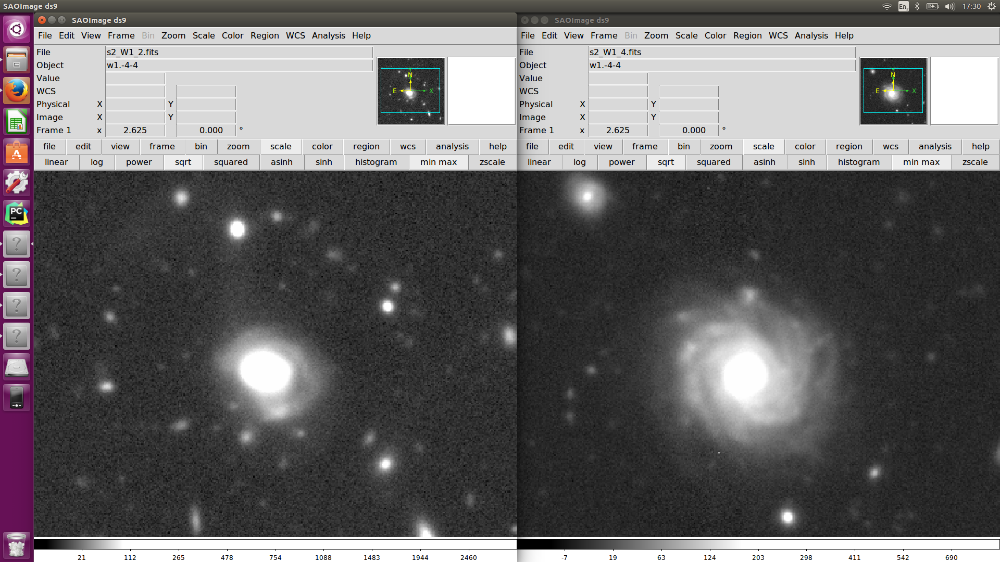 SAOImage ds9
En2 17:30
SAOImage ds9
File Edit View Frame Bin Zoom Scale Color Region WCS Analysis Help
File s2_W1_2.fits
Object w1.-4-4
Value
WCS
Physical X Y
Image X Y
Frame 1 x 2.625 0.000 °
Y
N
E X
file edit view frame bin zoom scale color region wcs analysis help
linear log power sqrt squared asinh sinh histogram min max zscale
21 112 265 478 754 1088 1483 1944 2460
SAOImage ds9
File Edit View Frame Bin Zoom Scale Color Region WCS Analysis Help
File s2_W1_4.fits
Object w1.-4-4
Value
WCS
Physical X Y
Image X Y
Frame 1 x 2.625 0.000 °
Y
N
E X
file edit view frame bin zoom scale color region wcs analysis help
linear log power sqrt squared asinh sinh histogram min max zscale
-7 19 63 124 203 298 411 542 690
PC
? 
?
?
?